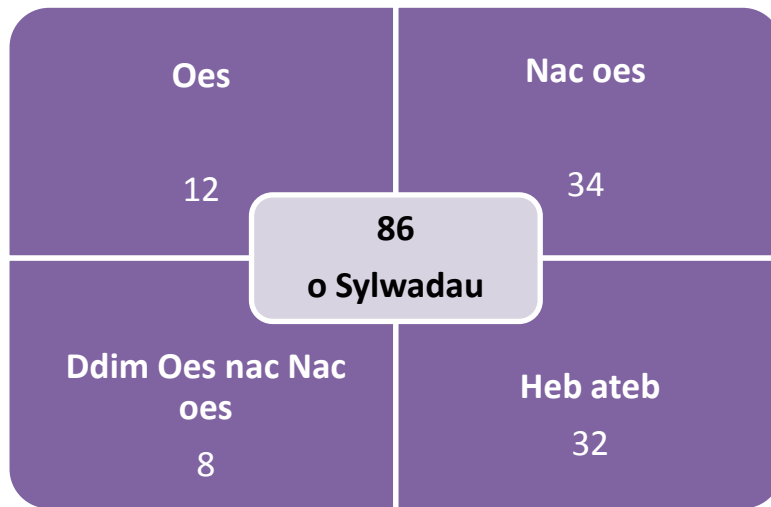 Oes
12
Nac oes
34
86
o Sylwadau
Ddim Oes nac Nac
oes
8
Heb ateb
32